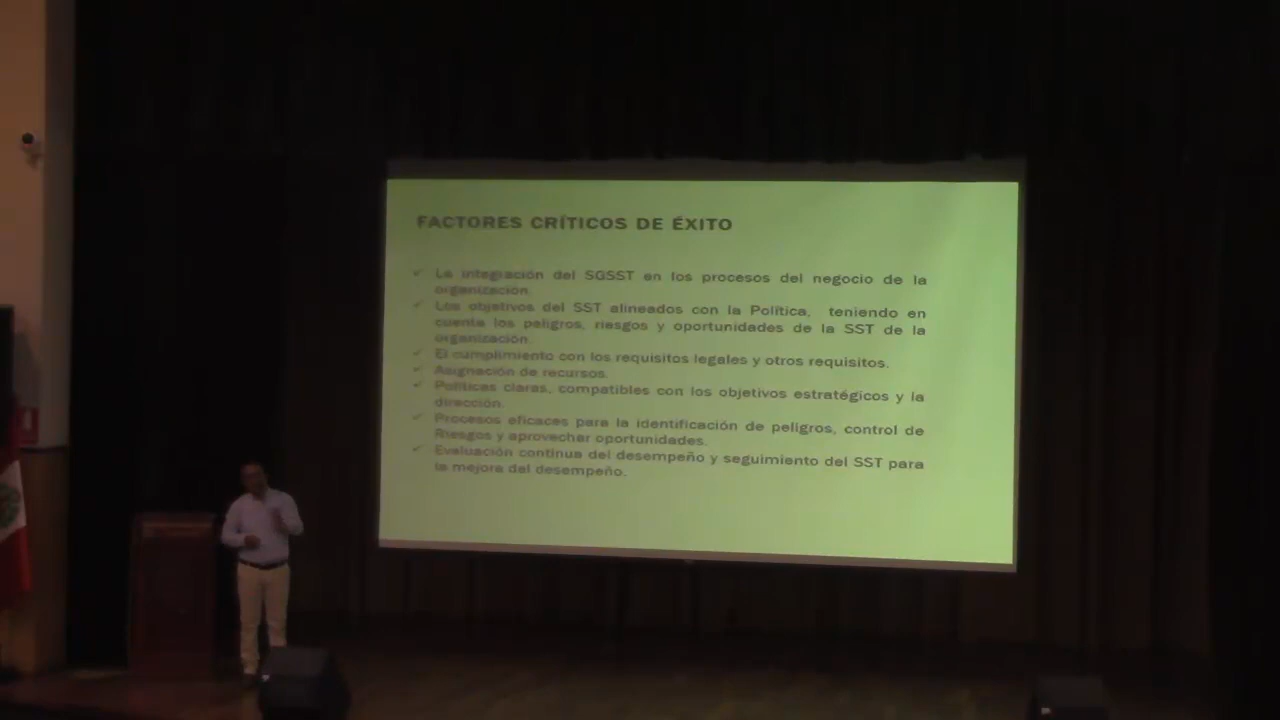 FACTORES CRÍTICOS DE ÉXITO
✓ La integración del SGSST en los procesos del negocio de la
organización.
✓ Los objetivos del SST alineados con la Política, teniendo en
cuenta los peligros, riesgos y oportunidades de la SST de la
organización.
✓ El cumplimiento con los requisitos legales y otros requisitos.
✓ Asignación de recursos.
✓ Políticas claras, compatibles con los objetivos estratégicos y la
dirección.
✓ Procesos eficaces para la identificación de peligros, control de
Riesgos y aprovechar oportunidades.
✓ Evaluación continua del desempeño y seguimiento del SST para
la mejora del desempeño.